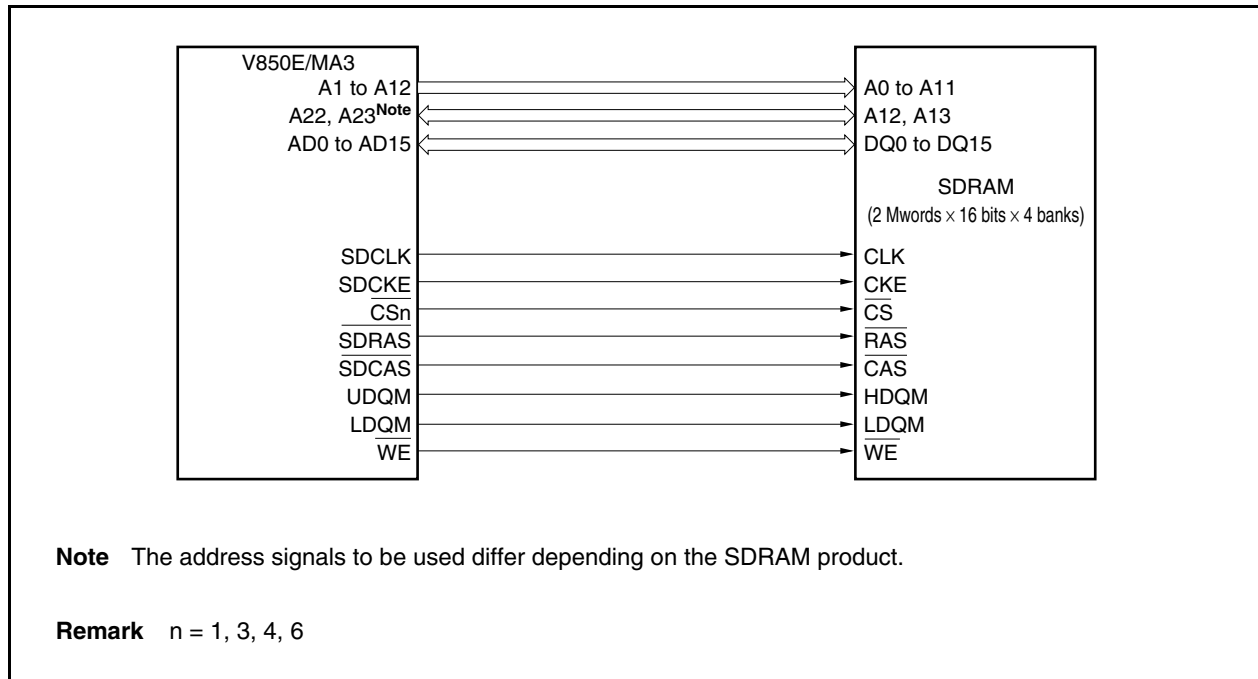 V850E/MA3
A1 to A12 A0 to A11
A22, A23Note A12, A13
AD0 to AD15 DQ0 to DQ15
SDRAM
(2 Mwords × 16 bits × 4 banks)
SDCLK CLK
SDCKE CKE
CSn CS
SDRAS RAS
SDCAS CAS
UDQM HDQM
LDQM LDQM
WE WE
Note The address signals to be used differ depending on the SDRAM product.
Remark n = 1, 3, 4, 6